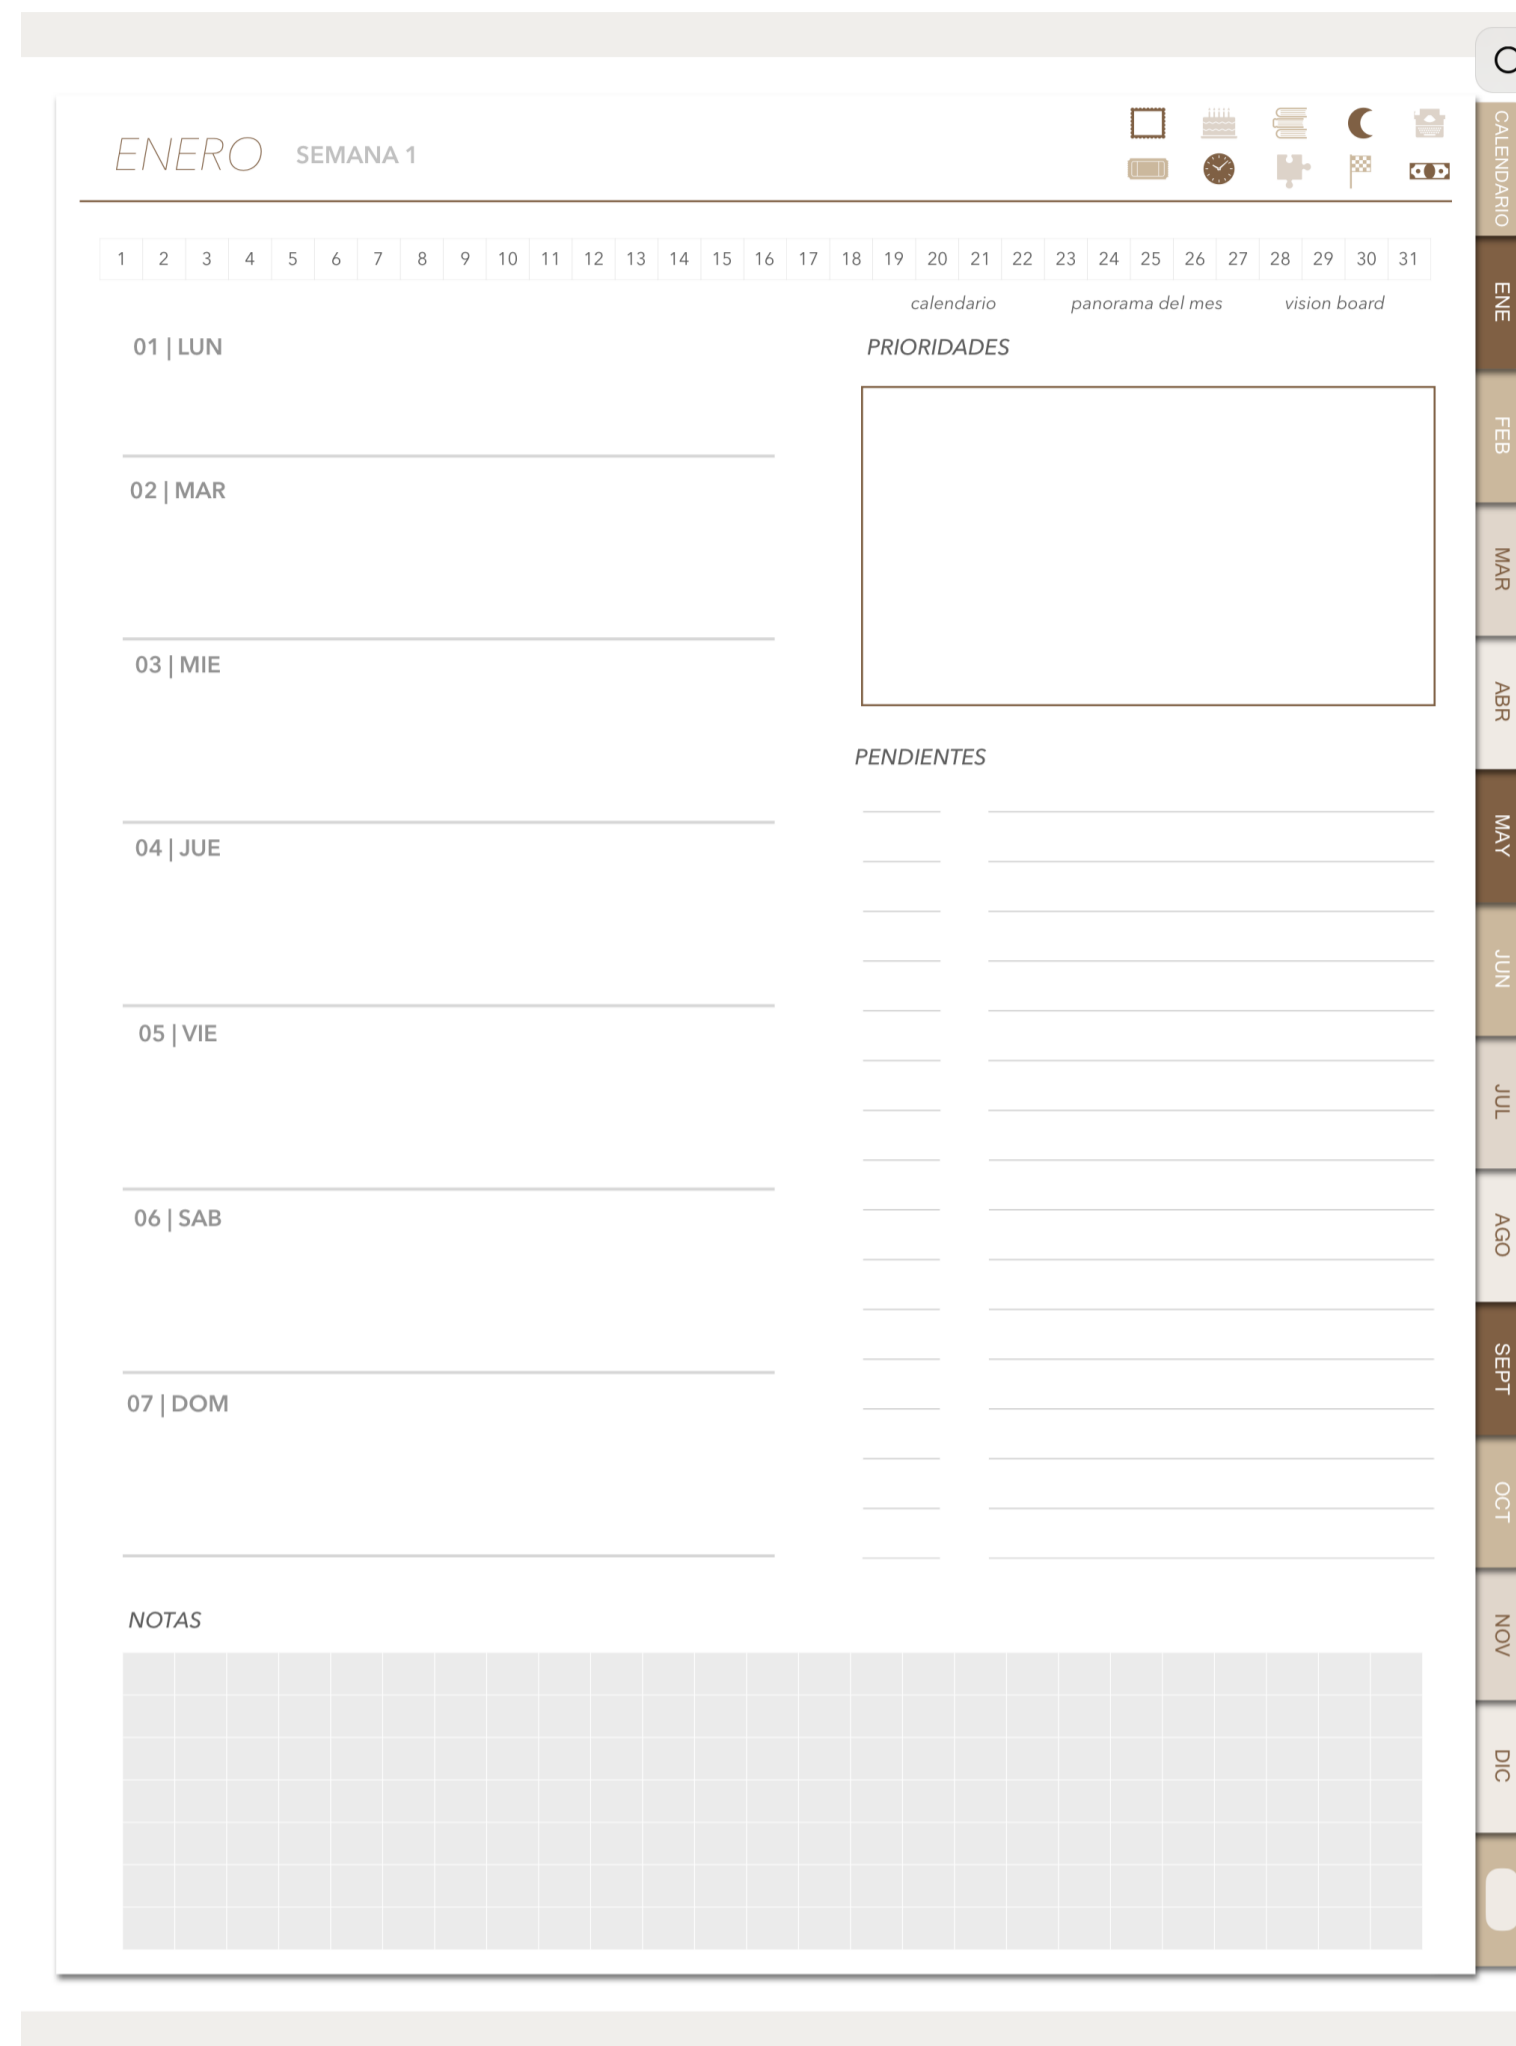 ENERO SEMANA 1
1 2 3 4 5 6 7 8 9 10 11 12 13 14 15 16 17 18 19 20 21 22 23 24 25 26 27 28 29 30 31
calendario panorama del mes vision board
01 | LUN
02 | MAR
03 | MIE
04 | JUE
05 | VIE
06 | SAB
07 | DOM
PRIORIDADES
PENDIENTES
NOTAS
CALENDARIO
ENE
FEB
MAR
ABR
MAY
JUN
JUL
AGO
SEPT
OCT
NOV
DIC